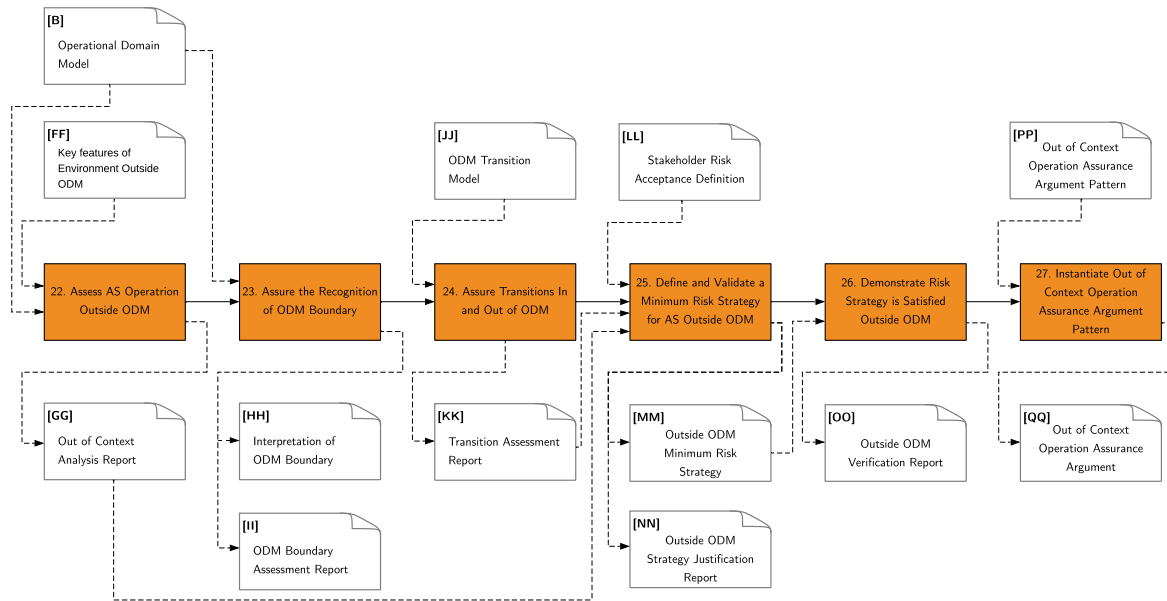 [B]
Operational Domain
Model
[FF]
Key features of
Environment Outside
ODM
[JJ]
ODM Transition
Model
[LL]
Stakeholder Risk
Acceptance Definition
[PP]
Out of Context
Operation Assurance
Argument Pattern
22. Assess AS Operatrion
Outside ODM
23. Assure the Recognition
of ODM Boundary
24. Assure Transitions In
and Out of ODM
25. Define and Validate a
Minimum Risk Strategy
for AS Outside ODM
26. Demonstrate Risk
Strategy is Satisfied
Outside ODM
27. Instantiate Out of
Context Operation
Assurance Argument
Pattern
[GG]
Out of Context
Analysis Report
[HH]
Interpretation of
ODM Boundary
[KK]
Transition Assessment
Report
[MM]
Outside ODM
Minimum Risk
Strategy
[OO]
Outside ODM
Verification Report
[QQ]
Out of Context
Operation Assurance
Argument
[II]
ODM Boundary
Assessment Report
[NN]
Outside ODM
Strategy Justification
Report